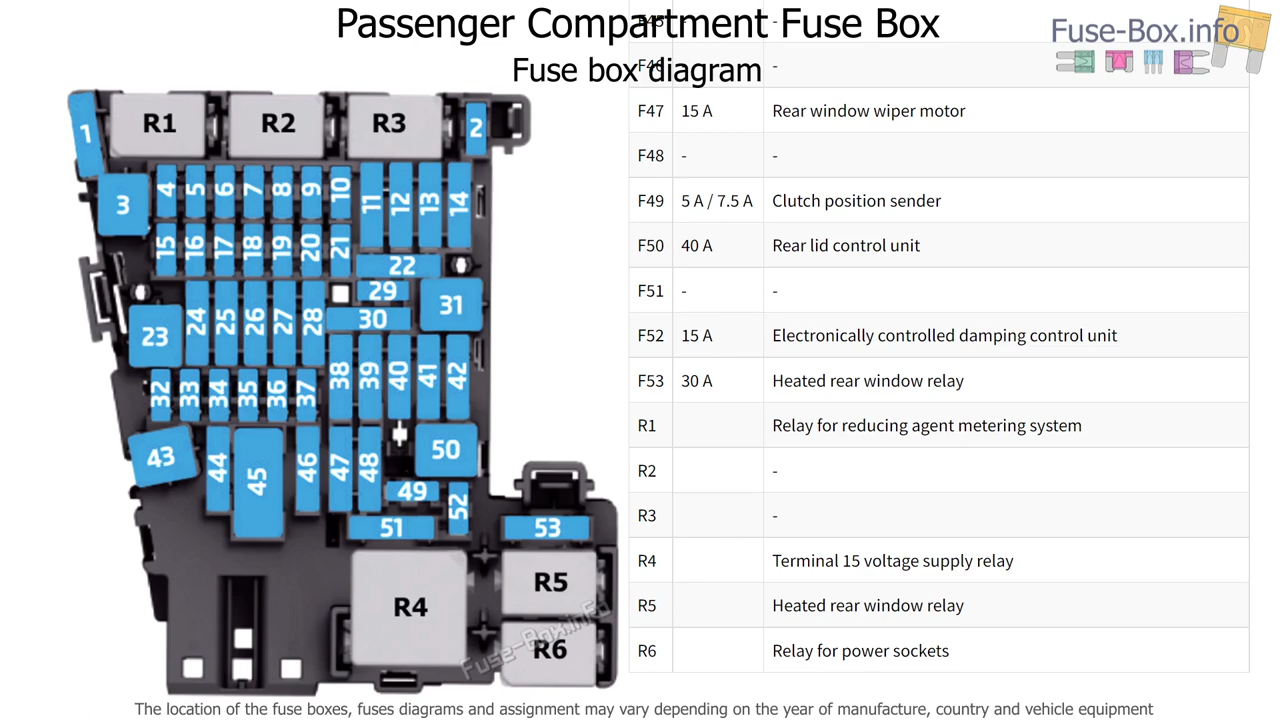 Passenger Compartment Fuse Box
Fuse box diagram
Fuse-Box.info
R1 R2 R3
1 2 3
4 5 6 7 8 9 10 11 12 13 14
15 16 17 18 19 20 21
22
29
30
31
23
24 25 26 27 28
32 33 34 35 36 37 38 39 40 41 42
43
44 45 46 47 48
50
49
52
51 53
R4
R5
R6
Fuse-Box.info
F45 - -
F46 -
F47 15 A Rear window wiper motor
F48 - -
F49 5 A / 7.5 A Clutch position sender
F50 40 A Rear lid control unit
F51 - -
F52 15 A Electronically controlled damping control unit
F53 30 A Heated rear window relay
R1 Relay for reducing agent metering system
R2 -
R3 -
R4 Terminal 15 voltage supply relay
R5 Heated rear window relay
R6 Relay for power sockets
The location of the fuse boxes, fuses diagrams and assignment may vary depending on the year of manufacture, country and vehicle equipment